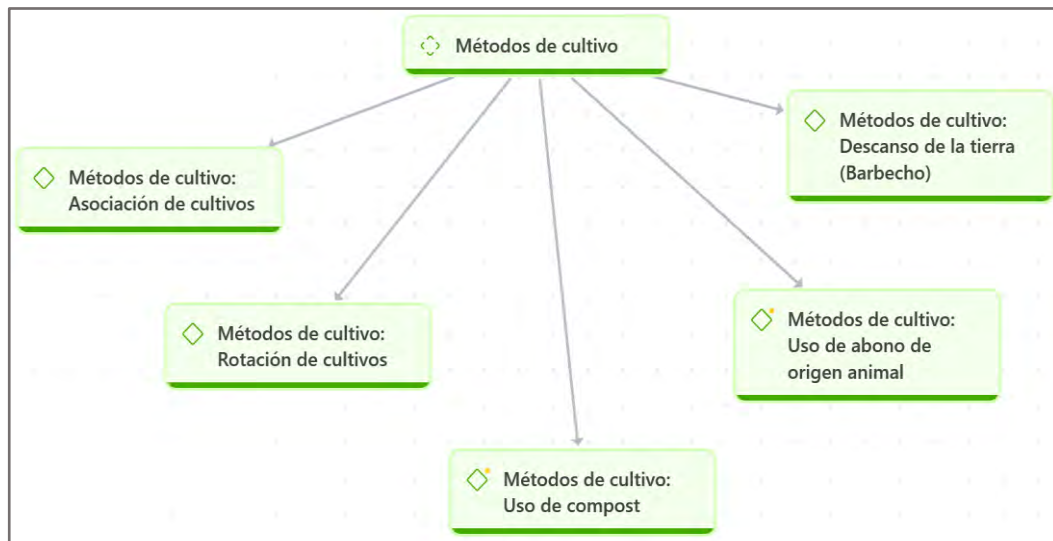 Métodos de cultivo
Métodos de cultivo:
Descanso de la tierra
(Barbecho)
Métodos de cultivo:
Asociación de cultivos
Métodos de cultivo:
Rotación de cultivos
Métodos de cultivo:
Uso de abono de
origen animal
Métodos de cultivo:
Uso de compost